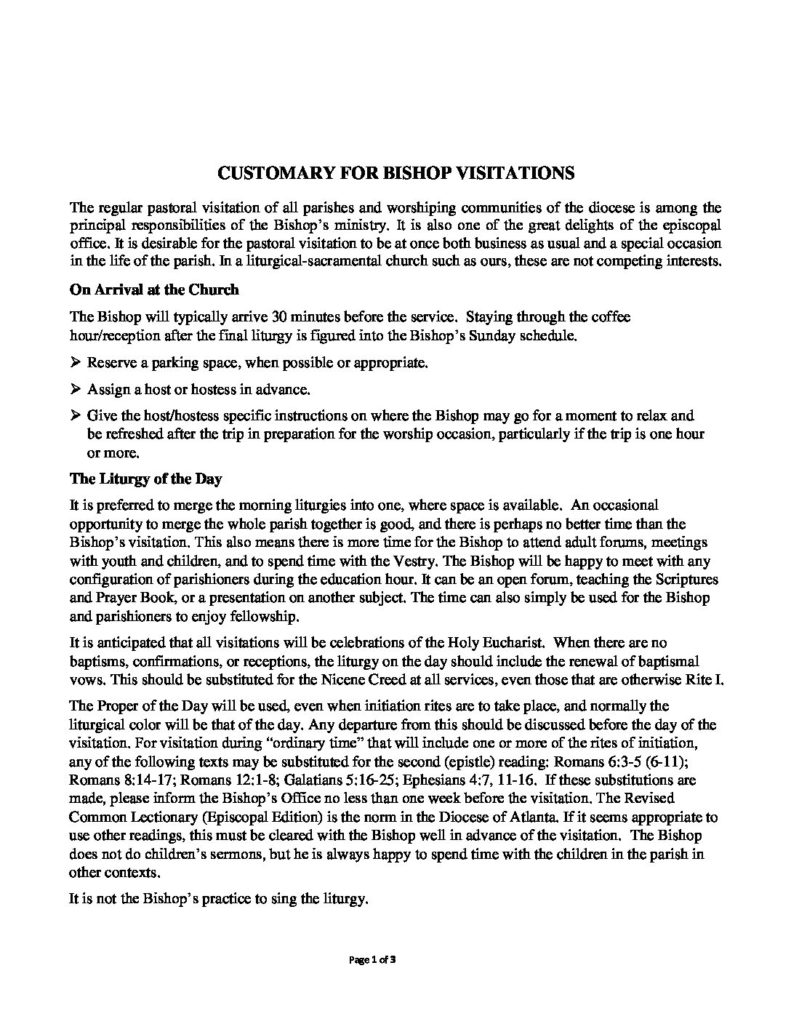 CUSTOMARY FOR BISHOP VISITATIONS
The regular pastoral visitation of all parishes and worshiping communities of the diocese is among the
principal responsibilities of the Bishop's ministry. It is also one of the great delights of the episcopal
office. It is desirable for the pastoral visitation to be at once both business as usual and a special occasion
in the life of the parish. In a liturgical-sacramental church such as ours, these are not competing interests.
On Arrival at the Church
The Bishop will typically arrive 30 minutes before the service. Staying through the coffee
hour/reception after the final liturgy is figured into the Bishop's Sunday schedule.
➢ Reserve a parking space, when possible or appropriate.
➢ Assign a host or hostess in advance.
➢ Give the host/hostess specific instructions on where the Bishop may go for a moment to relax and
be refreshed after the trip in preparation for the worship occasion, particularly if the trip is one hour
or more.
The Liturgy of the Day
It is preferred to merge the morning liturgies into one, where space is available. An occasional
opportunity to merge the whole parish together is good, and there is perhaps no better time than the
Bishop's visitation. This also means there is more time for the Bishop to attend adult forums, meetings
with youth and children, and to spend time with the Vestry. The Bishop will be happy to meet with any
configuration of parishioners during the education hour. It can be an open forum, teaching the Scriptures
and Prayer Book, or a presentation on another subject. The time can also simply be used for the Bishop
and parishioners to enjoy fellowship.
It is anticipated that all visitations will be celebrations of the Holy Eucharist. When there are no
baptisms, confirmations, or receptions, the liturgy on the day should include the renewal of baptismal
vows. This should be substituted for the Nicene Creed at all services, even those that are otherwise Rite I.
The Proper of the Day will be used, even when initiation rites are to take place, and normally the
liturgical color will be that of the day. Any departure from this should be discussed before the day of the
visitation. For visitation during "ordinary time" that will include one or more of the rites of initiation,
any of the following texts may be substituted for the second (epistle) reading: Romans 6:3-5 (6-11);
Romans 8:14-17; Romans 12:1-8; Galatians 5:16-25; Ephesians 4:7, 11-16. If these substitutions are
made, please inform the Bishop's Office no less than one week before the visitation. The Revised
Common Lectionary (Episcopal Edition) is the norm in the Diocese of Atlanta. If it seems appropriate to
use other readings, this must be cleared with the Bishop well in advance of the visitation. The Bishop
does not do children's sermons, but he is always happy to spend time with the children in the parish in
other contexts.
It is not the Bishop's practice to sing the liturgy.
Page 1 of 3